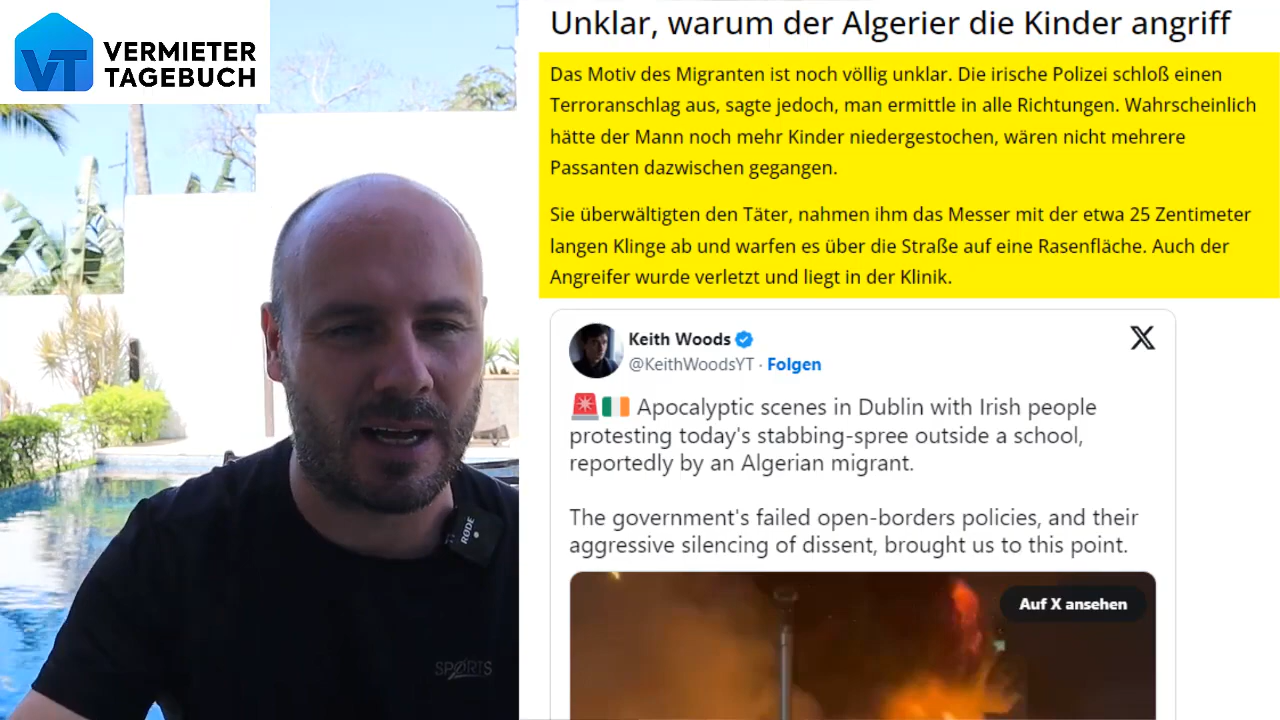 VERMIETER
TAGEBUCH
VT
Unklar, warum der Algerier die Kinder angriff
Das Motiv des Migranten ist noch völlig unklar. Die irische Polizei schloß einen
Terroranschlag aus, sagte jedoch, man ermittle in alle Richtungen. Wahrscheinlich
hätte der Mann noch mehr Kinder niedergestochen, wären nicht mehrere
Passanten dazwischen gegangen.
Sie überwältigten den Täter, nahmen ihm das Messer mit der etwa 25 Zentimeter
langen Klinge ab und warfen es über die Straße auf eine Rasenfläche. Auch der
Angreifer wurde verletzt und liegt in der Klinik.
Keith Woods
@KeithWoodsYT · Folgen
X
🚨🇮🇪 Apocalyptic scenes in Dublin with Irish people
protesting today's stabbing-spree outside a school,
reportedly by an Algerian migrant.
The government's failed open-borders policies, and their
aggressive silencing of dissent, brought us to this point.
Auf X ansehen
RODE
SPORTS